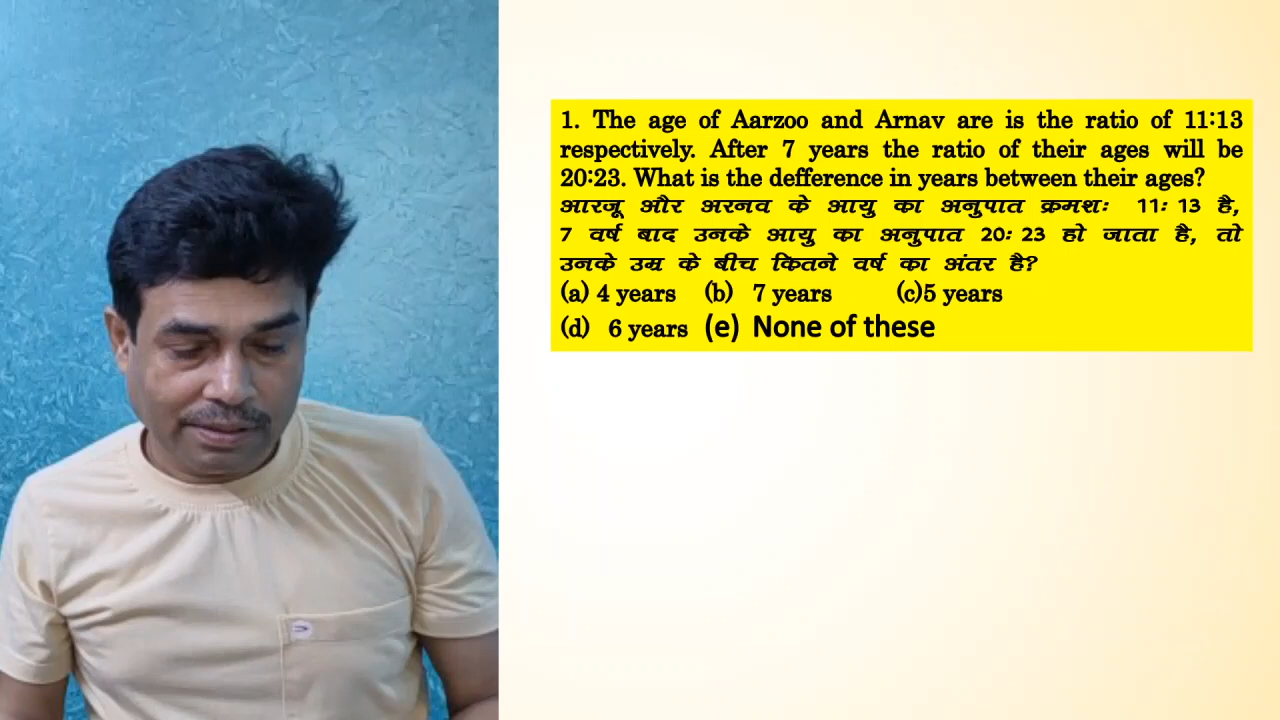 1. The age of Aarzoo and Arnav are is the ratio of 11:13
respectively. After 7 years the ratio of their ages will be
20:23. What is the defference in years between their ages?
आरजू और अरनव के आयु का अनुपात क्रमशः 11: 13 है,
7 वर्ष बाद उनके आयु का अनुपात 20: 23 हो जाता है, तो
उनके उम्र के बीच कितने वर्ष का अंतर है?
(a) 4 years (b) 7 years (c)5 years
(d) 6 years (e) None of these